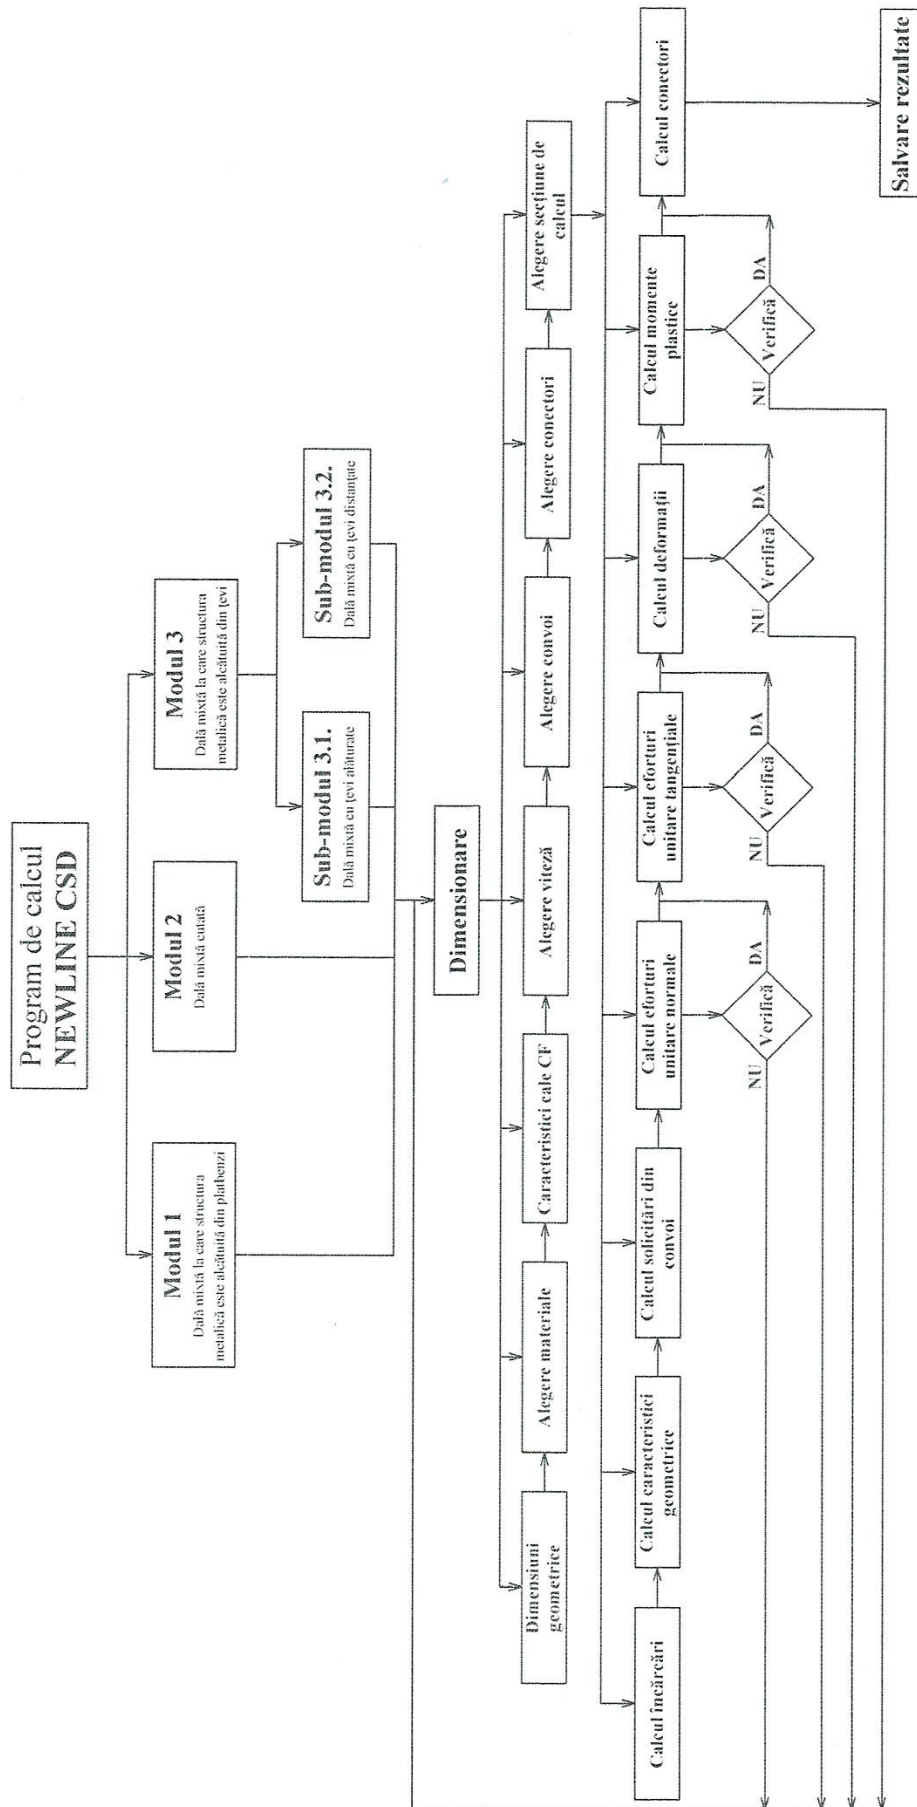 Program de calcul
NEWLINE CSD
Modul 1
Dală mixtă la care structura
metalică este alcătuită din platbenzi
Modul 2
Dală mixtă cutată
Modul 3
Dală mixtă la care structura
metalică este alcătuită din țevi
Sub-modul 3.1.
Dală mixtă cu țevi alăturate
Sub-modul 3.2.
Dală mixtă cu țevi distanțate
Dimensionare
Dimensiuni
geometrice
Alegere materiale
Caracteristici cale CF
Alegere viteză
Alegere convoi
Alegere conectori
Alegere secțiune de
calcul
Calcul încărcări
Calcul caracteristici
geometrice
Calcul solicitări din
convoi
Calcul eforturi
unitare normale
Calcul eforturi
unitare tangențiale
Calcul deformații
Calcul momente
plastice
Calcul conectori
NU
Verifică
DA
NU
Verifică
DA
NU
Verifică
DA
NU
Verifică
DA
Salvare rezultate